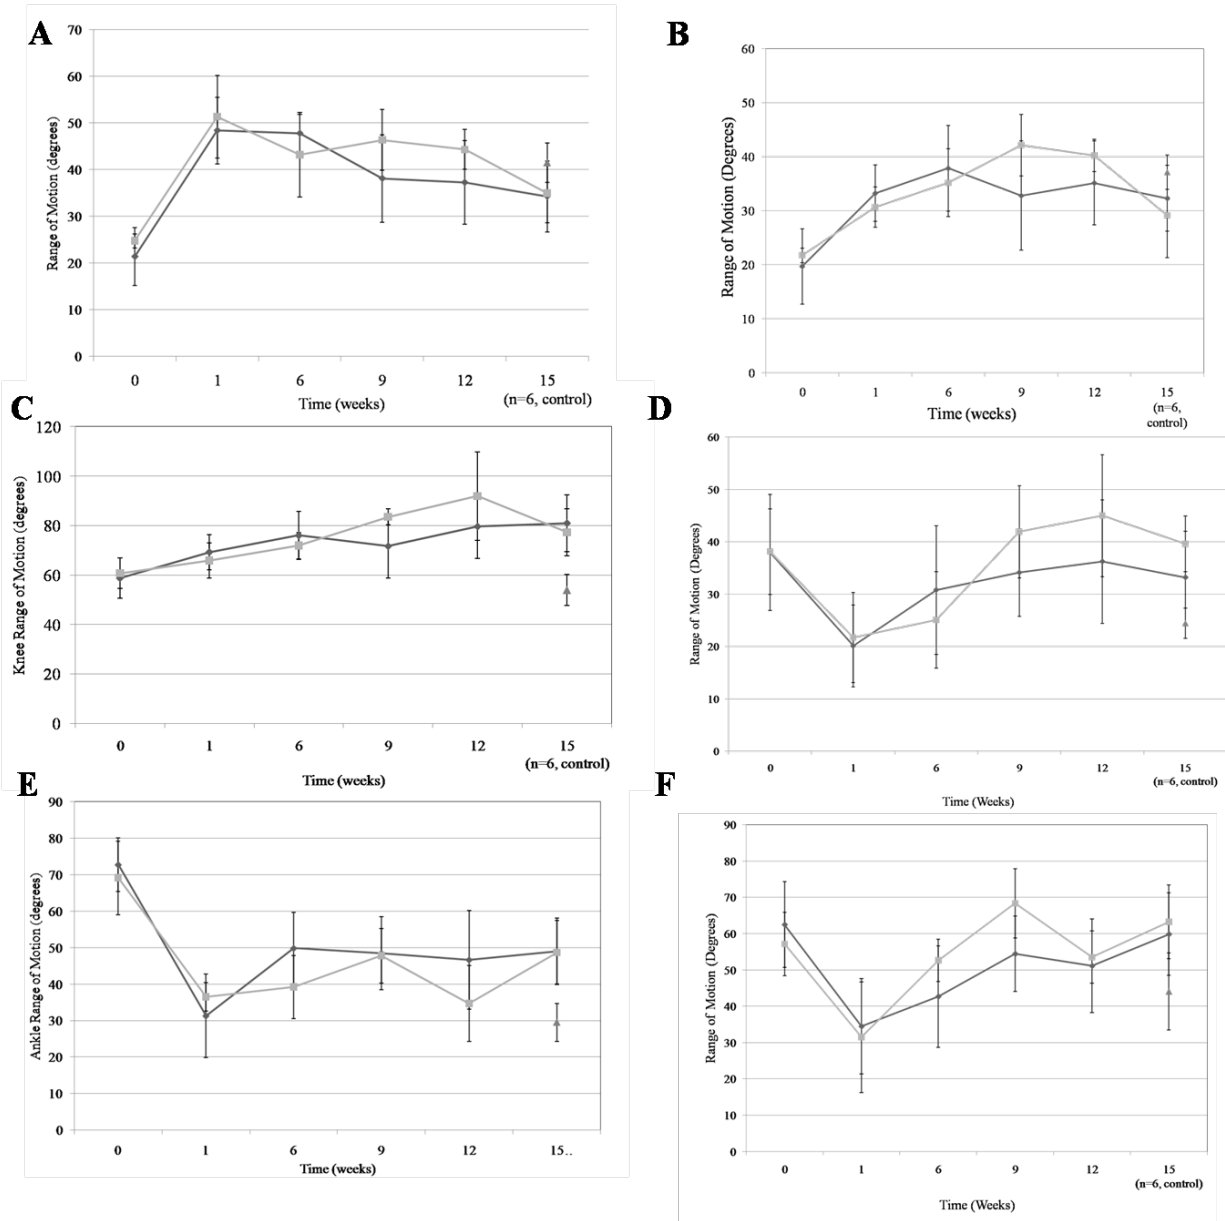 A
70
60
50
40
30
20
10
0
Range of Motion (degrees)
0 1 6 9 12 15
(n=6, control)
Time (weeks)
B
60
50
40
30
20
10
0
Range of Motion (Degrees)
0 1 6 9 12 15
(n=6,
control)
Time (weeks)
C
120
100
80
60
40
20
0
Knee Range of Motion (degrees)
0 1 6 9 12 15
(n=6, control)
Time (weeks)
D
60
50
40
30
20
10
0
Range of Motion (Degrees)
0 1 6 9 12 15
(n=6, control)
Time (Weeks)
E
90
80
70
60
50
40
30
20
10
0
Ankle Range of Motion (degrees)
0 1 6 9 12 15..
Time (weeks)
F
90
80
70
60
50
40
30
20
10
0
Range of Motion (Degrees)
0 1 6 9 12 15
(n=6, control)
Time (Weeks)